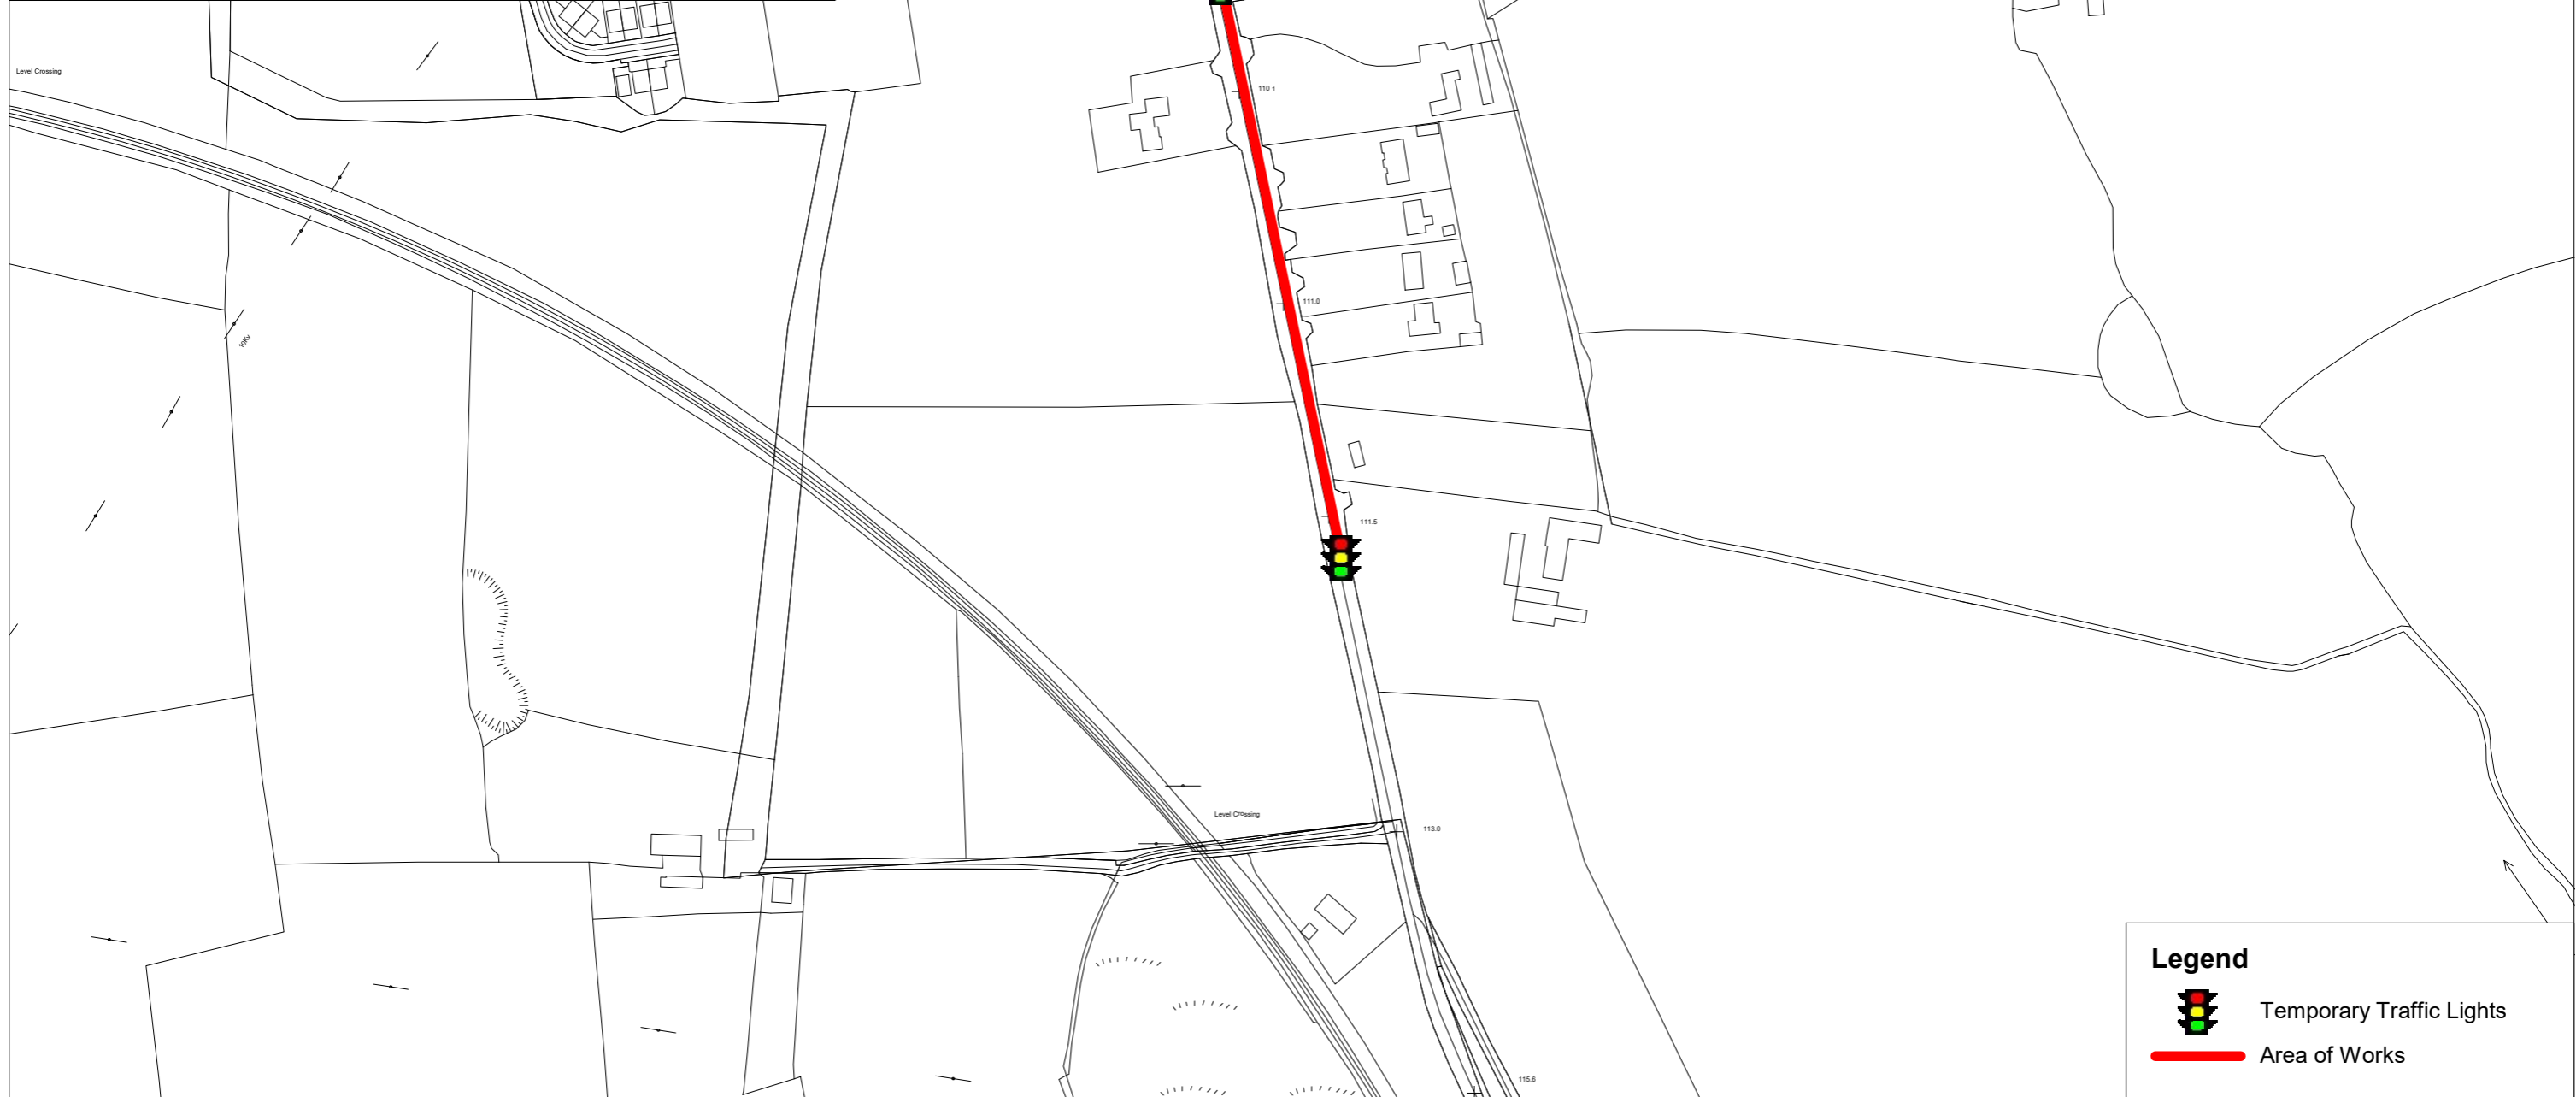 Level Crossing
110.1
111.0
10Kv
111.5
Level Crossing
113.0
Legend
Temporary Traffic Lights
Area of Works
115.6